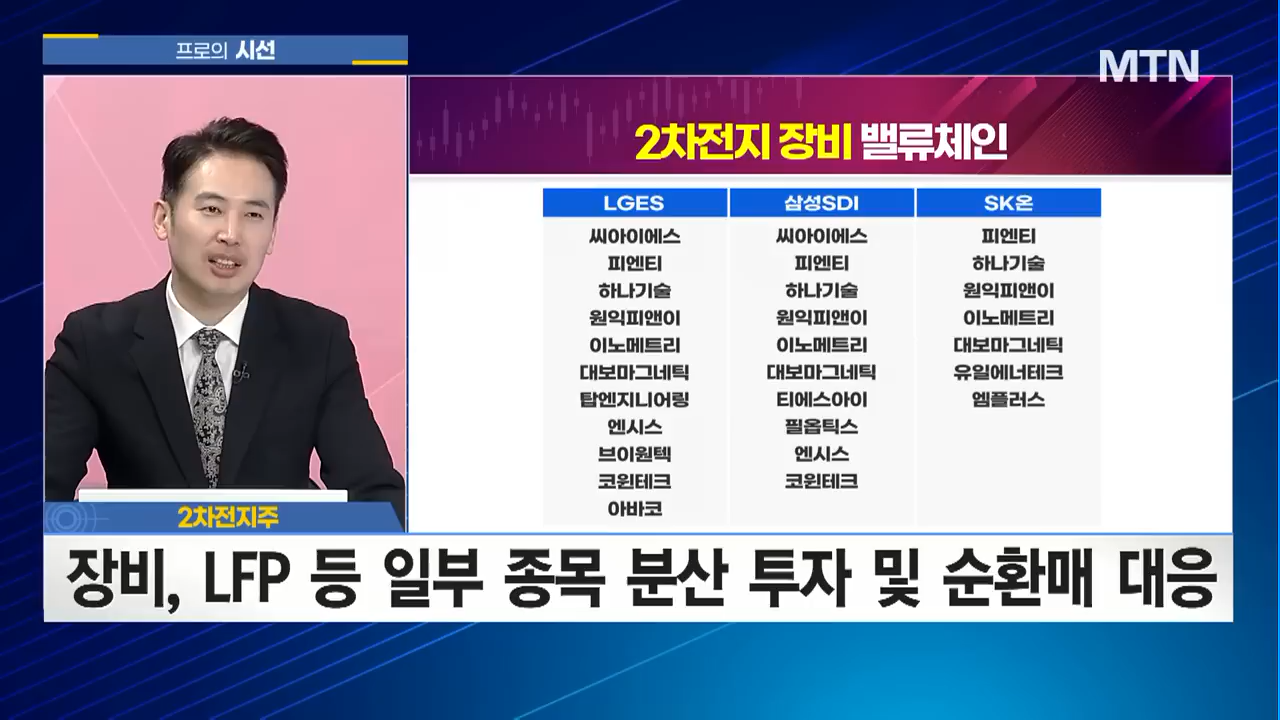 프로의 시선
MTN
2차전지 장비 밸류체인
LGES 삼성SDI SK온
씨아이에스 씨아이에스 피엔티
피엔티 피엔티 하나기술
하나기술 하나기술 원익피앤이
원익피앤이 원익피앤이 이노메트리
이노메트리 이노메트리 대보마그네틱
대보마그네틱 대보마그네틱 유일에너테크
탑엔지니어링 티에스아이 엠플러스
엔시스 필옵틱스
브이원텍 엔시스
코윈테크 코윈테크
아바코
2차전지주
장비, LFP 등 일부 종목 분산 투자 및 순환매 대응